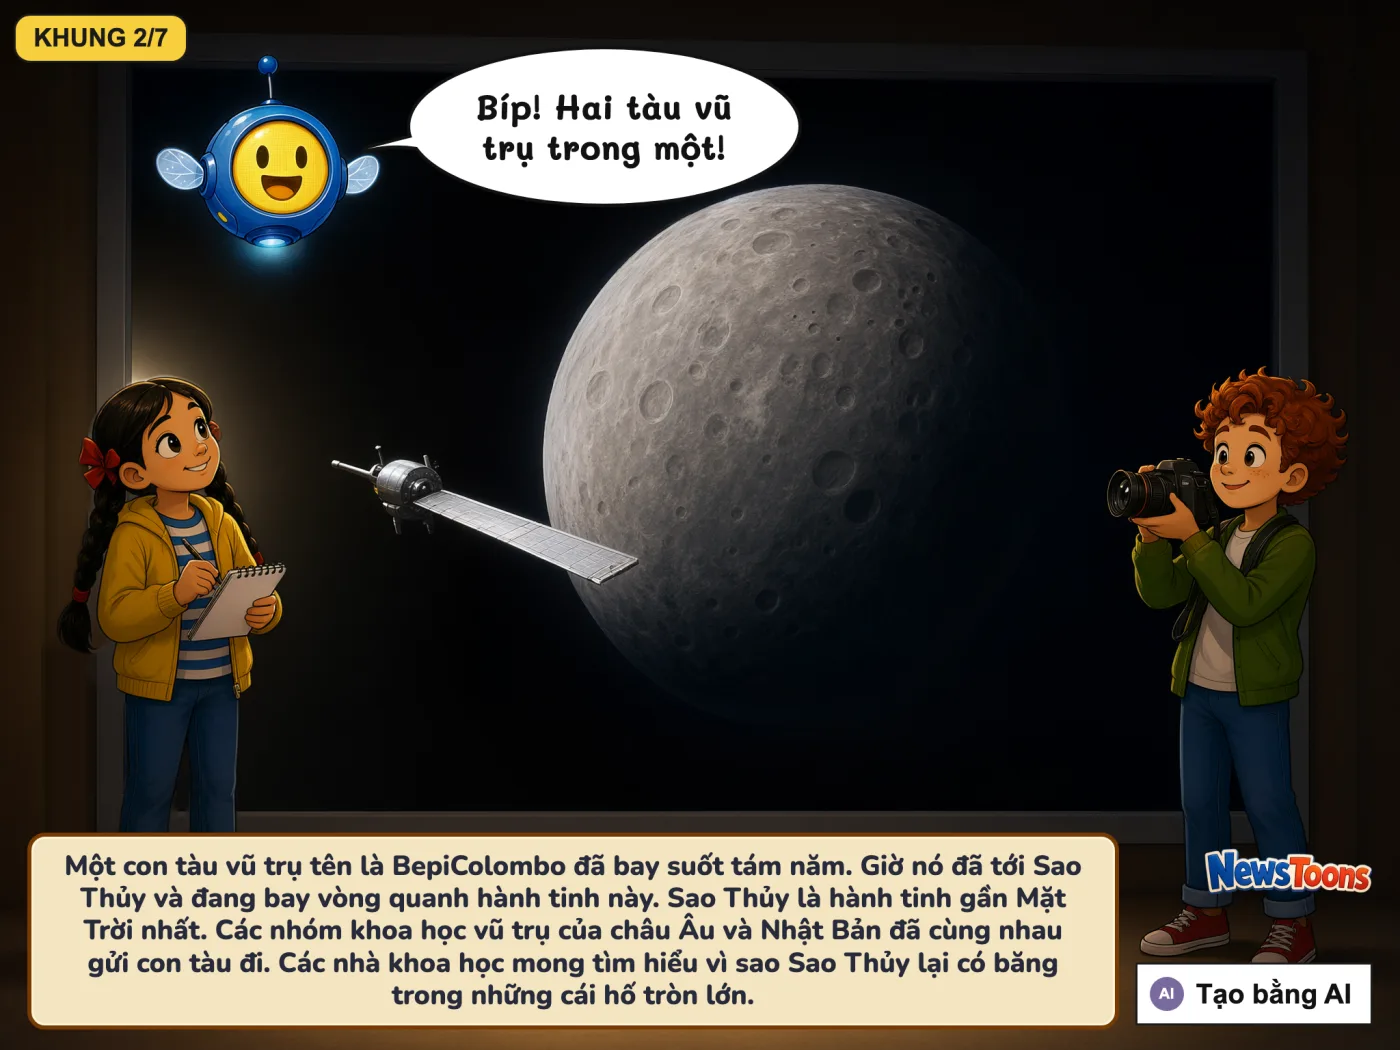 KHUNG 2/7
Bíp! Hai tàu vũ
trụ trong một!
Một con tàu vũ trụ tên là BepiColombo đã bay suốt tám năm. Giờ nó đã tới Sao
Thủy và đang bay vòng quanh hành tinh này. Sao Thủy là hành tinh gần Mặt
Trời nhất. Các nhóm khoa học vũ trụ của châu Âu và Nhật Bản đã cùng nhau
gửi con tàu đi. Các nhà khoa học mong tìm hiểu vì sao Sao Thủy lại có băng
trong những cái hố tròn lớn.
NewsToons
AI Tạo bằng AI